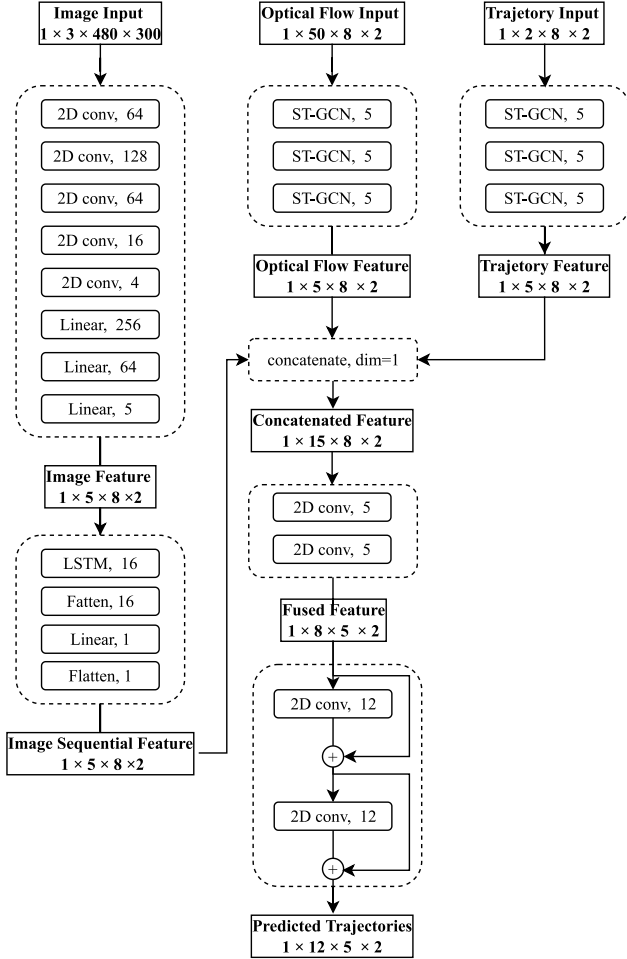 Image Input
1 × 3 × 480 × 300
2D conv, 64
2D conv, 128
2D conv, 64
2D conv, 16
2D conv, 4
Linear, 256
Linear, 64
Linear, 5
Image Feature
1 × 5 × 8 ×2
LSTM, 16
Fatten, 16
Linear, 1
Flatten, 1
Image Sequential Feature
1 × 5 × 8 ×2
Optical Flow Input
1 × 50 × 8 × 2
ST-GCN, 5
ST-GCN, 5
ST-GCN, 5
Optical Flow Feature
1 × 5 × 8 × 2
Trajectory Input
1 × 2 × 8 × 2
ST-GCN, 5
ST-GCN, 5
ST-GCN, 5
Trajectory Feature
1 × 5 × 8 × 2
concatenate, dim=1
Concatenated Feature
1 × 15 × 8 × 2
2D conv, 5
2D conv, 5
Fused Feature
1 × 8 × 5 × 2
2D conv, 12
+
2D conv, 12
+
Predicted Trajectories
1 × 12 × 5 × 2